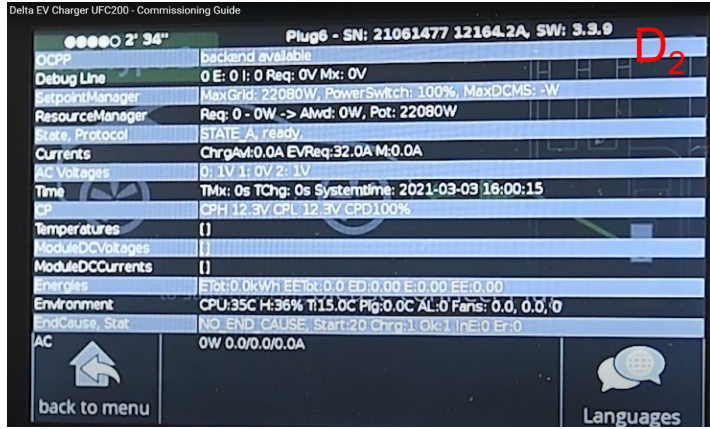 Delta EV Charger UFC200 - Commissioning Guide
2' 34" Plug6 - SN: 21061477 12164.2A, SW: 3.3.9
D2
OCPP backend available
Debug Line 0 E: 0 I: 0 Req: 0V Mx: 0V
SetpointManager MaxGrid: 22080W, PowerSwitch: 100%, MaxDCMS: -W
ResourceManager Req: 0 - 0W -> Alwd: 0W, Pot: 22080W
State, Protocol STATE_A, ready,
Currents ChrgAvl:0.0A EVReq:32.0A M:0.0A
AC Voltages 0: 1V 1: 0V 2: 1V
Time TMx: 0s TChg: 0s Systemtime: 2021-03-03 16:00:15
CP CPH 12.3V CPL 12.3V CPD100%
Temperatures []
ModuleDCVoltages []
ModuleDCCurrents []
Energies ETot:0.0kWh EETot:0.0 ED:0.00 E:0.00 EE:0.00
Environment CPU:35C H:36% T:15.0C Plg:0.0C AL:0 Fans: 0.0, 0.0, 0
EndCause, Stat NO_END_CAUSE, Start:20 Chrg:1 Ok:1 InE:0 Er:0
AC 0W 0.0/0.0/0.0A
back to menu
Languages